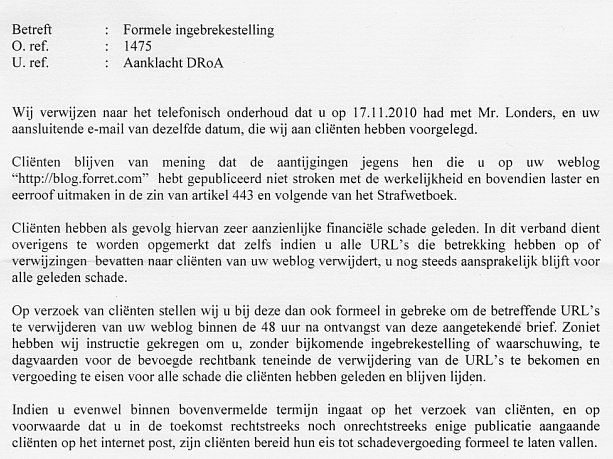 Betreft : Formele ingebrekestelling
O. ref. : 1475
U. ref. : Aanklacht DRoA
Wij verwijzen naar het telefonisch onderhoud dat u op 17.11.2010 had met Mr. Londers, en uw
aansluitende e-mail van dezelfde datum, die wij aan cliënten hebben voorgelegd.
Cliënten blijven van mening dat de aantijgingen jegens hen die u op uw weblog
“http://blog.forret.com” hebt gepubliceerd niet stroken met de werkelijkheid en bovendien laster en
eerroof uitmaken in de zin van artikel 443 en volgende van het Strafwetboek.
Cliënten hebben als gevolg hiervan zeer aanzienlijke financiële schade geleden. In dit verband dient
overigens te worden opgemerkt dat zelfs indien u alle URL’s die betrekking hebben op of
verwijzingen bevatten naar cliënten van uw weblog verwijdert, u nog steeds aansprakelijk blijft voor
alle geleden schade.
Op verzoek van cliënten stellen wij u bij deze dan ook formeel in gebreke om de betreffende URL’s
te verwijderen van uw weblog binnen de 48 uur na ontvangst van deze aangetekende brief. Zoniet
hebben wij instructie gekregen om u, zonder bijkomende ingebrekestelling of waarschuwing, te
dagvaarden voor de bevoegde rechtbank teneinde de verwijdering van de URL’s te bekomen en
vergoeding te eisen voor alle schade die cliënten hebben geleden en blijven lijden.
Indien u evenwel binnen bovenvermelde termijn ingaat op het verzoek van cliënten, en op
voorwaarde dat u in de toekomst rechtstreeks noch onrechtstreeks enige publicatie aangaande
cliënten op het internet post, zijn cliënten bereid hun eis tot schadevergoeding formeel te laten vallen.